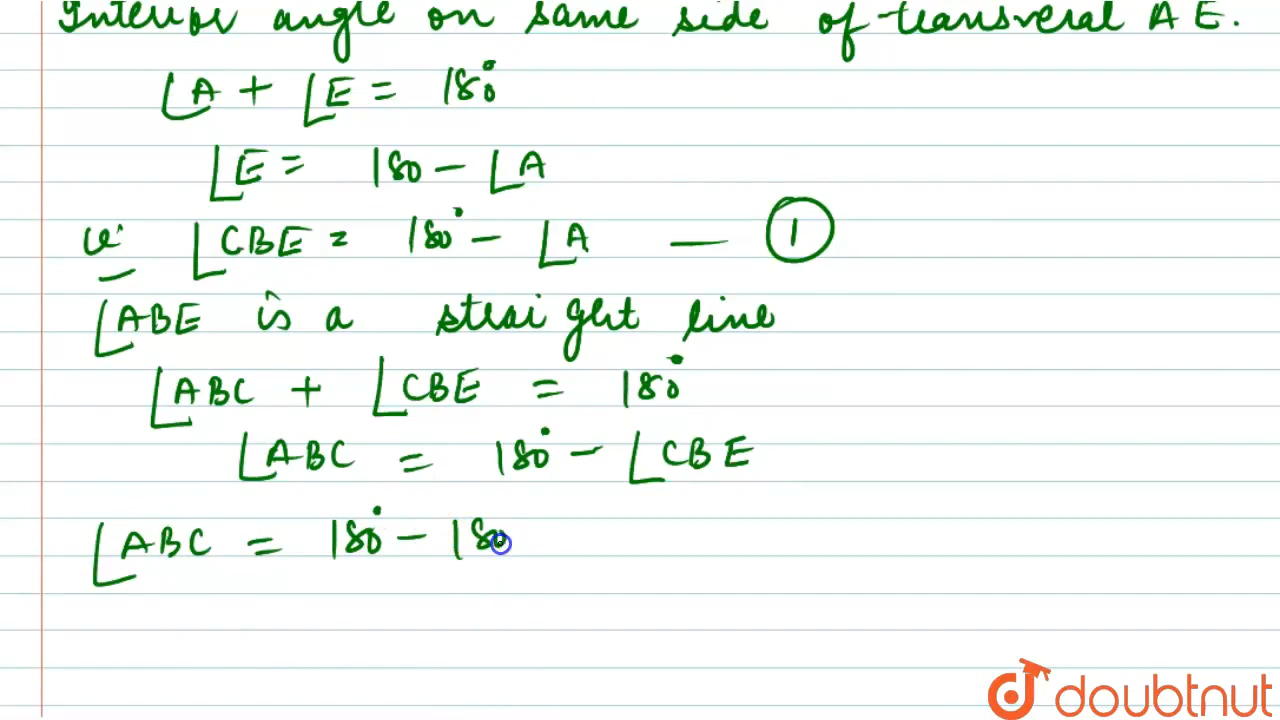 Interior angle on same side of transveral A E.
∠A + ∠E = 180°
∠E = 180 - ∠A
∠CBE = 180° - ∠A — ①
∠ABE is a straight line
∠ABC + ∠CBE = 180°
∠ABC = 180° - ∠CBE
∠ABC = 180° - 180
doubtnut